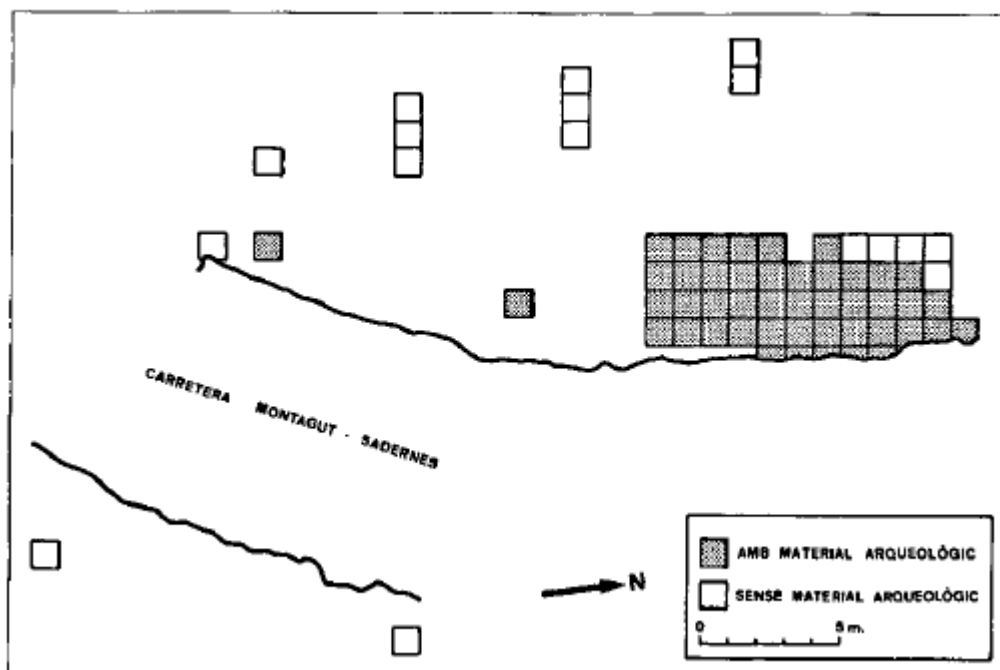 CARRETERA MONTAGUT - SADERNES
N
AMB MATERIAL ARQUEOLÒGIC
SENSE MATERIAL ARQUEOLÒGIC
0 5 m.